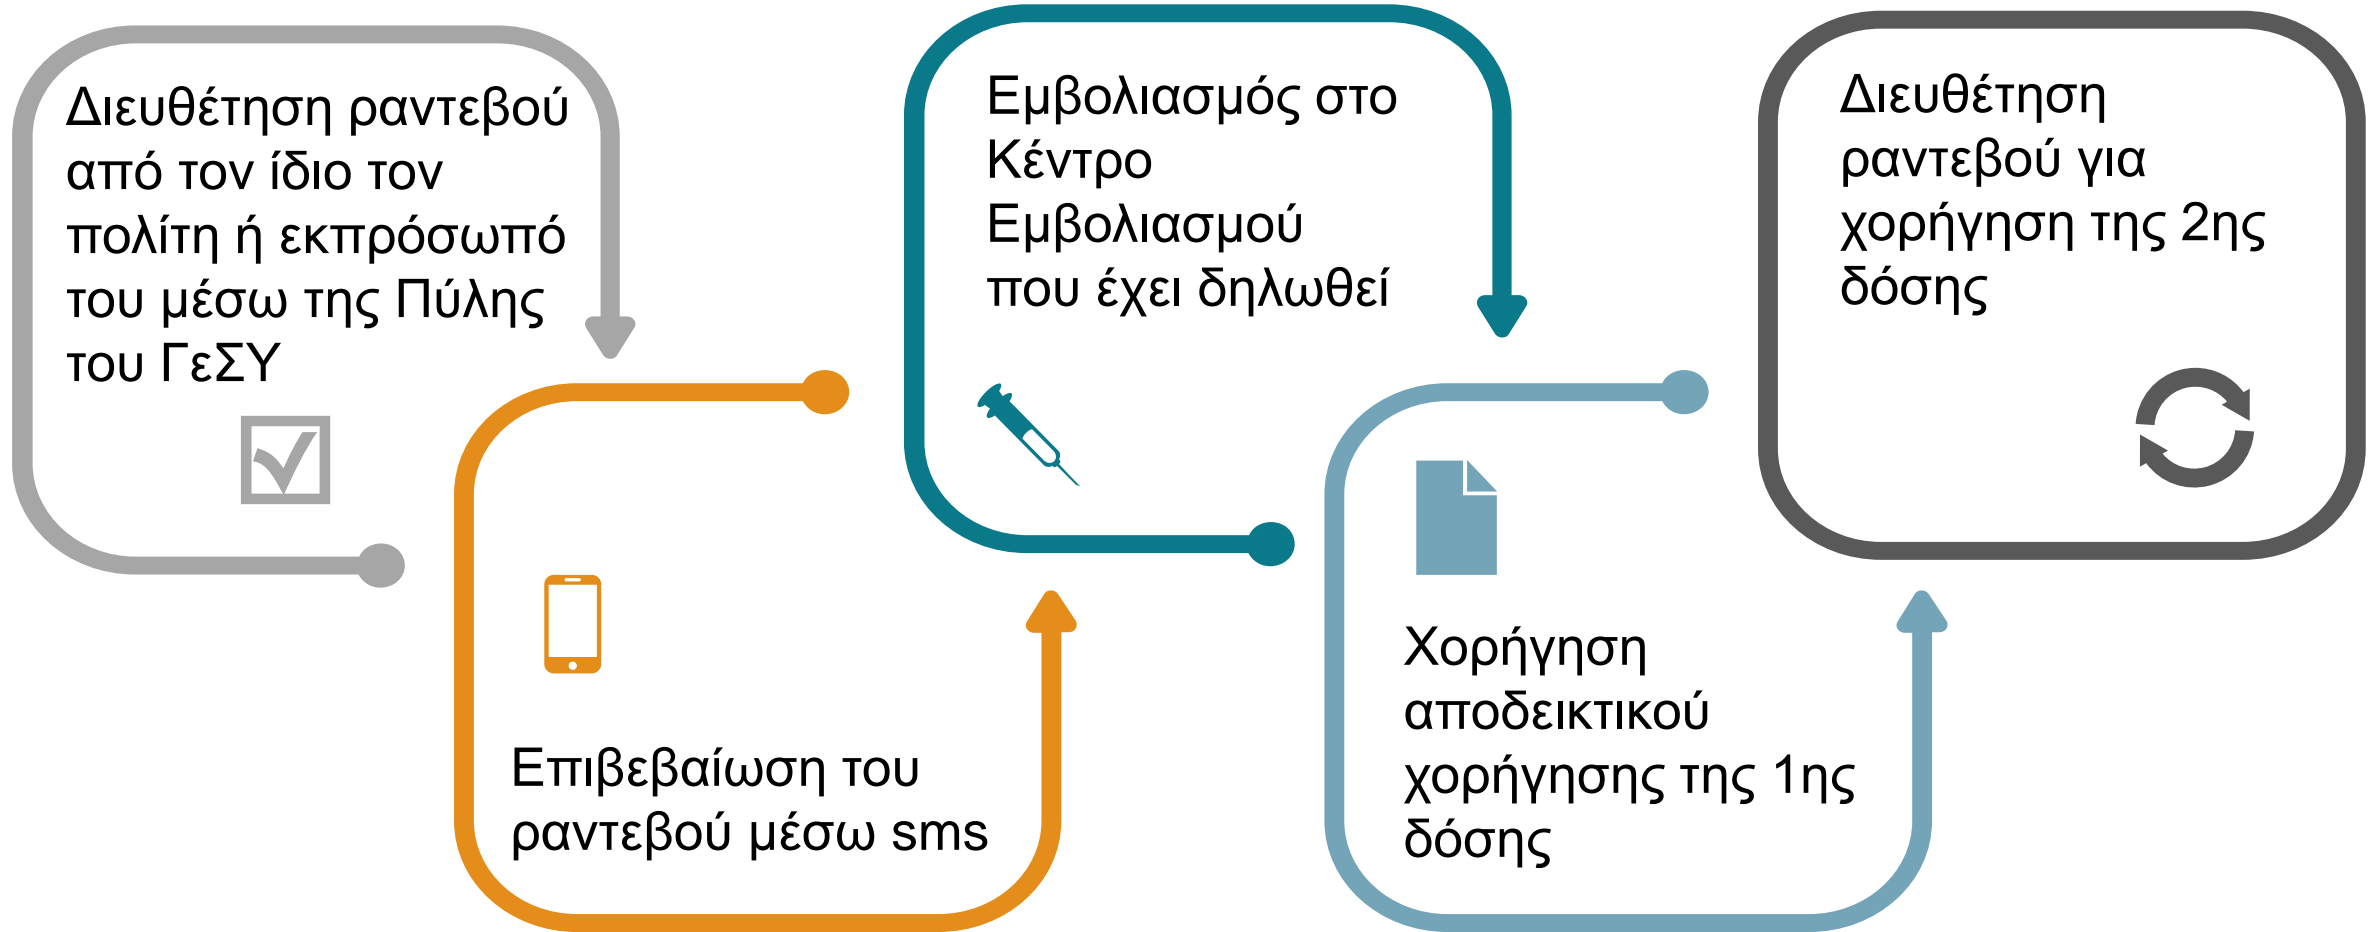 Διευθέτηση ραντεβού
από τον ίδιο τον
πολίτη ή εκπρόσωπό
του μέσω της Πύλης
του ΓεΣΥ
Επιβεβαίωση του
ραντεβού μέσω sms
Εμβολιασμός στο
Κέντρο
Εμβολιασμού
που έχει δηλωθεί
Χορήγηση
αποδεικτικού
χορήγησης της 1ης
δόσης
Διευθέτηση
ραντεβού για
χορήγηση της 2ης
δόσης